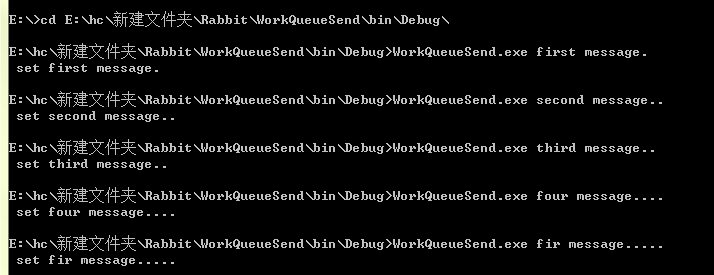 E:\>cd E:\hc\新建文件夹\Rabbit\WorkQueueSend\bin\Debug\
E:\hc\新建文件夹\Rabbit\WorkQueueSend\bin\Debug>WorkQueueSend.exe first message.
set first message.
E:\hc\新建文件夹\Rabbit\WorkQueueSend\bin\Debug>WorkQueueSend.exe second message..
set second message..
E:\hc\新建文件夹\Rabbit\WorkQueueSend\bin\Debug>WorkQueueSend.exe third message..
set third message..
E:\hc\新建文件夹\Rabbit\WorkQueueSend\bin\Debug>WorkQueueSend.exe four message....
set four message....
E:\hc\新建文件夹\Rabbit\WorkQueueSend\bin\Debug>WorkQueueSend.exe fir message.....
set fir message.....